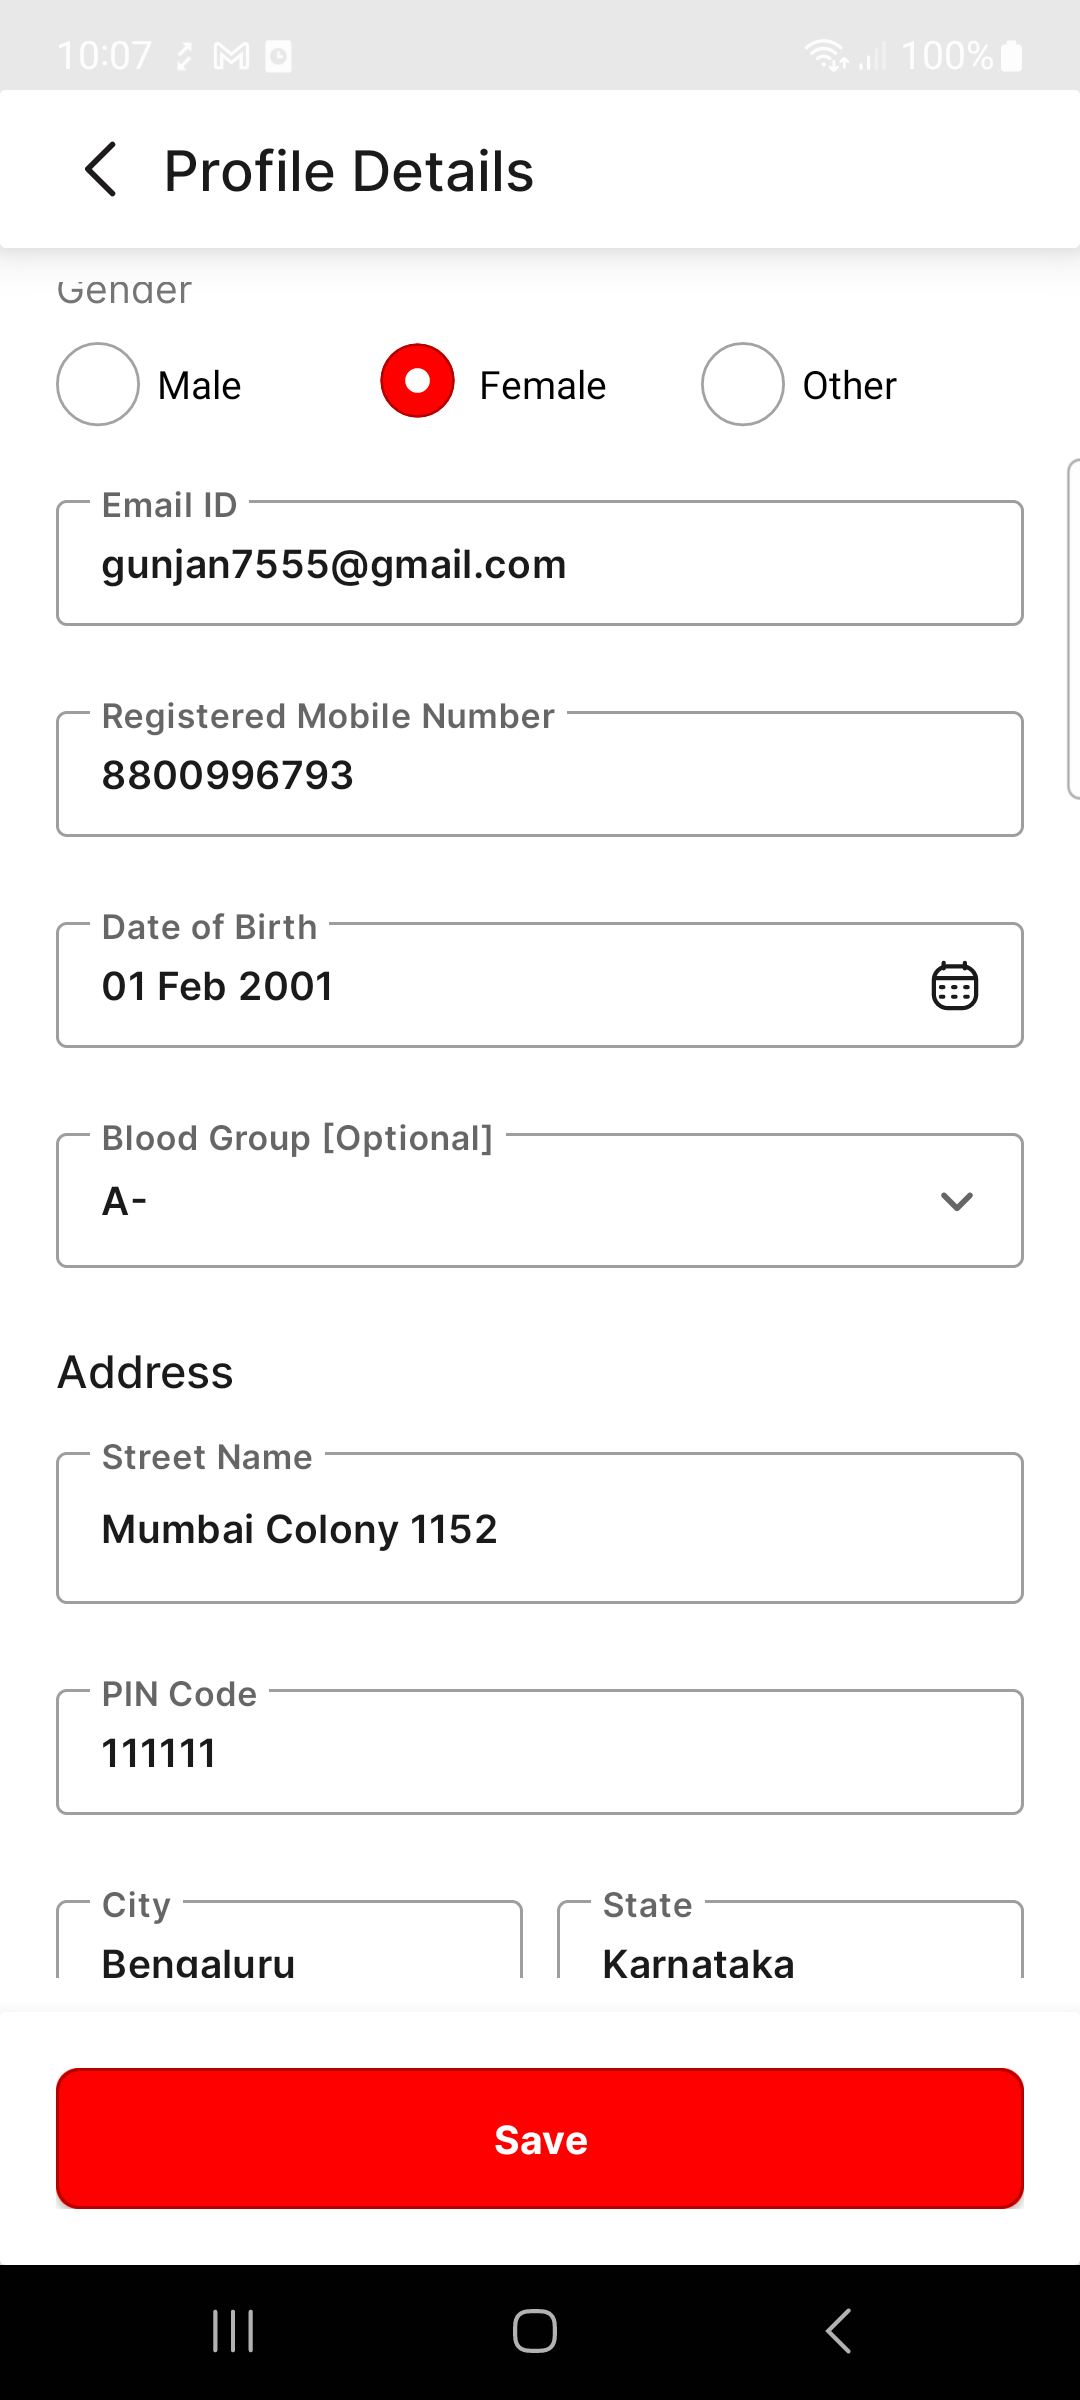 10:07 100%
Profile Details
Gender
Male Female Other
Email ID
gunjan7555@gmail.com
Registered Mobile Number
8800996793
Date of Birth
01 Feb 2001
Blood Group [Optional]
A-
Address
Street Name
Mumbai Colony 1152
PIN Code
111111
City State
Bengaluru Karnataka
Save